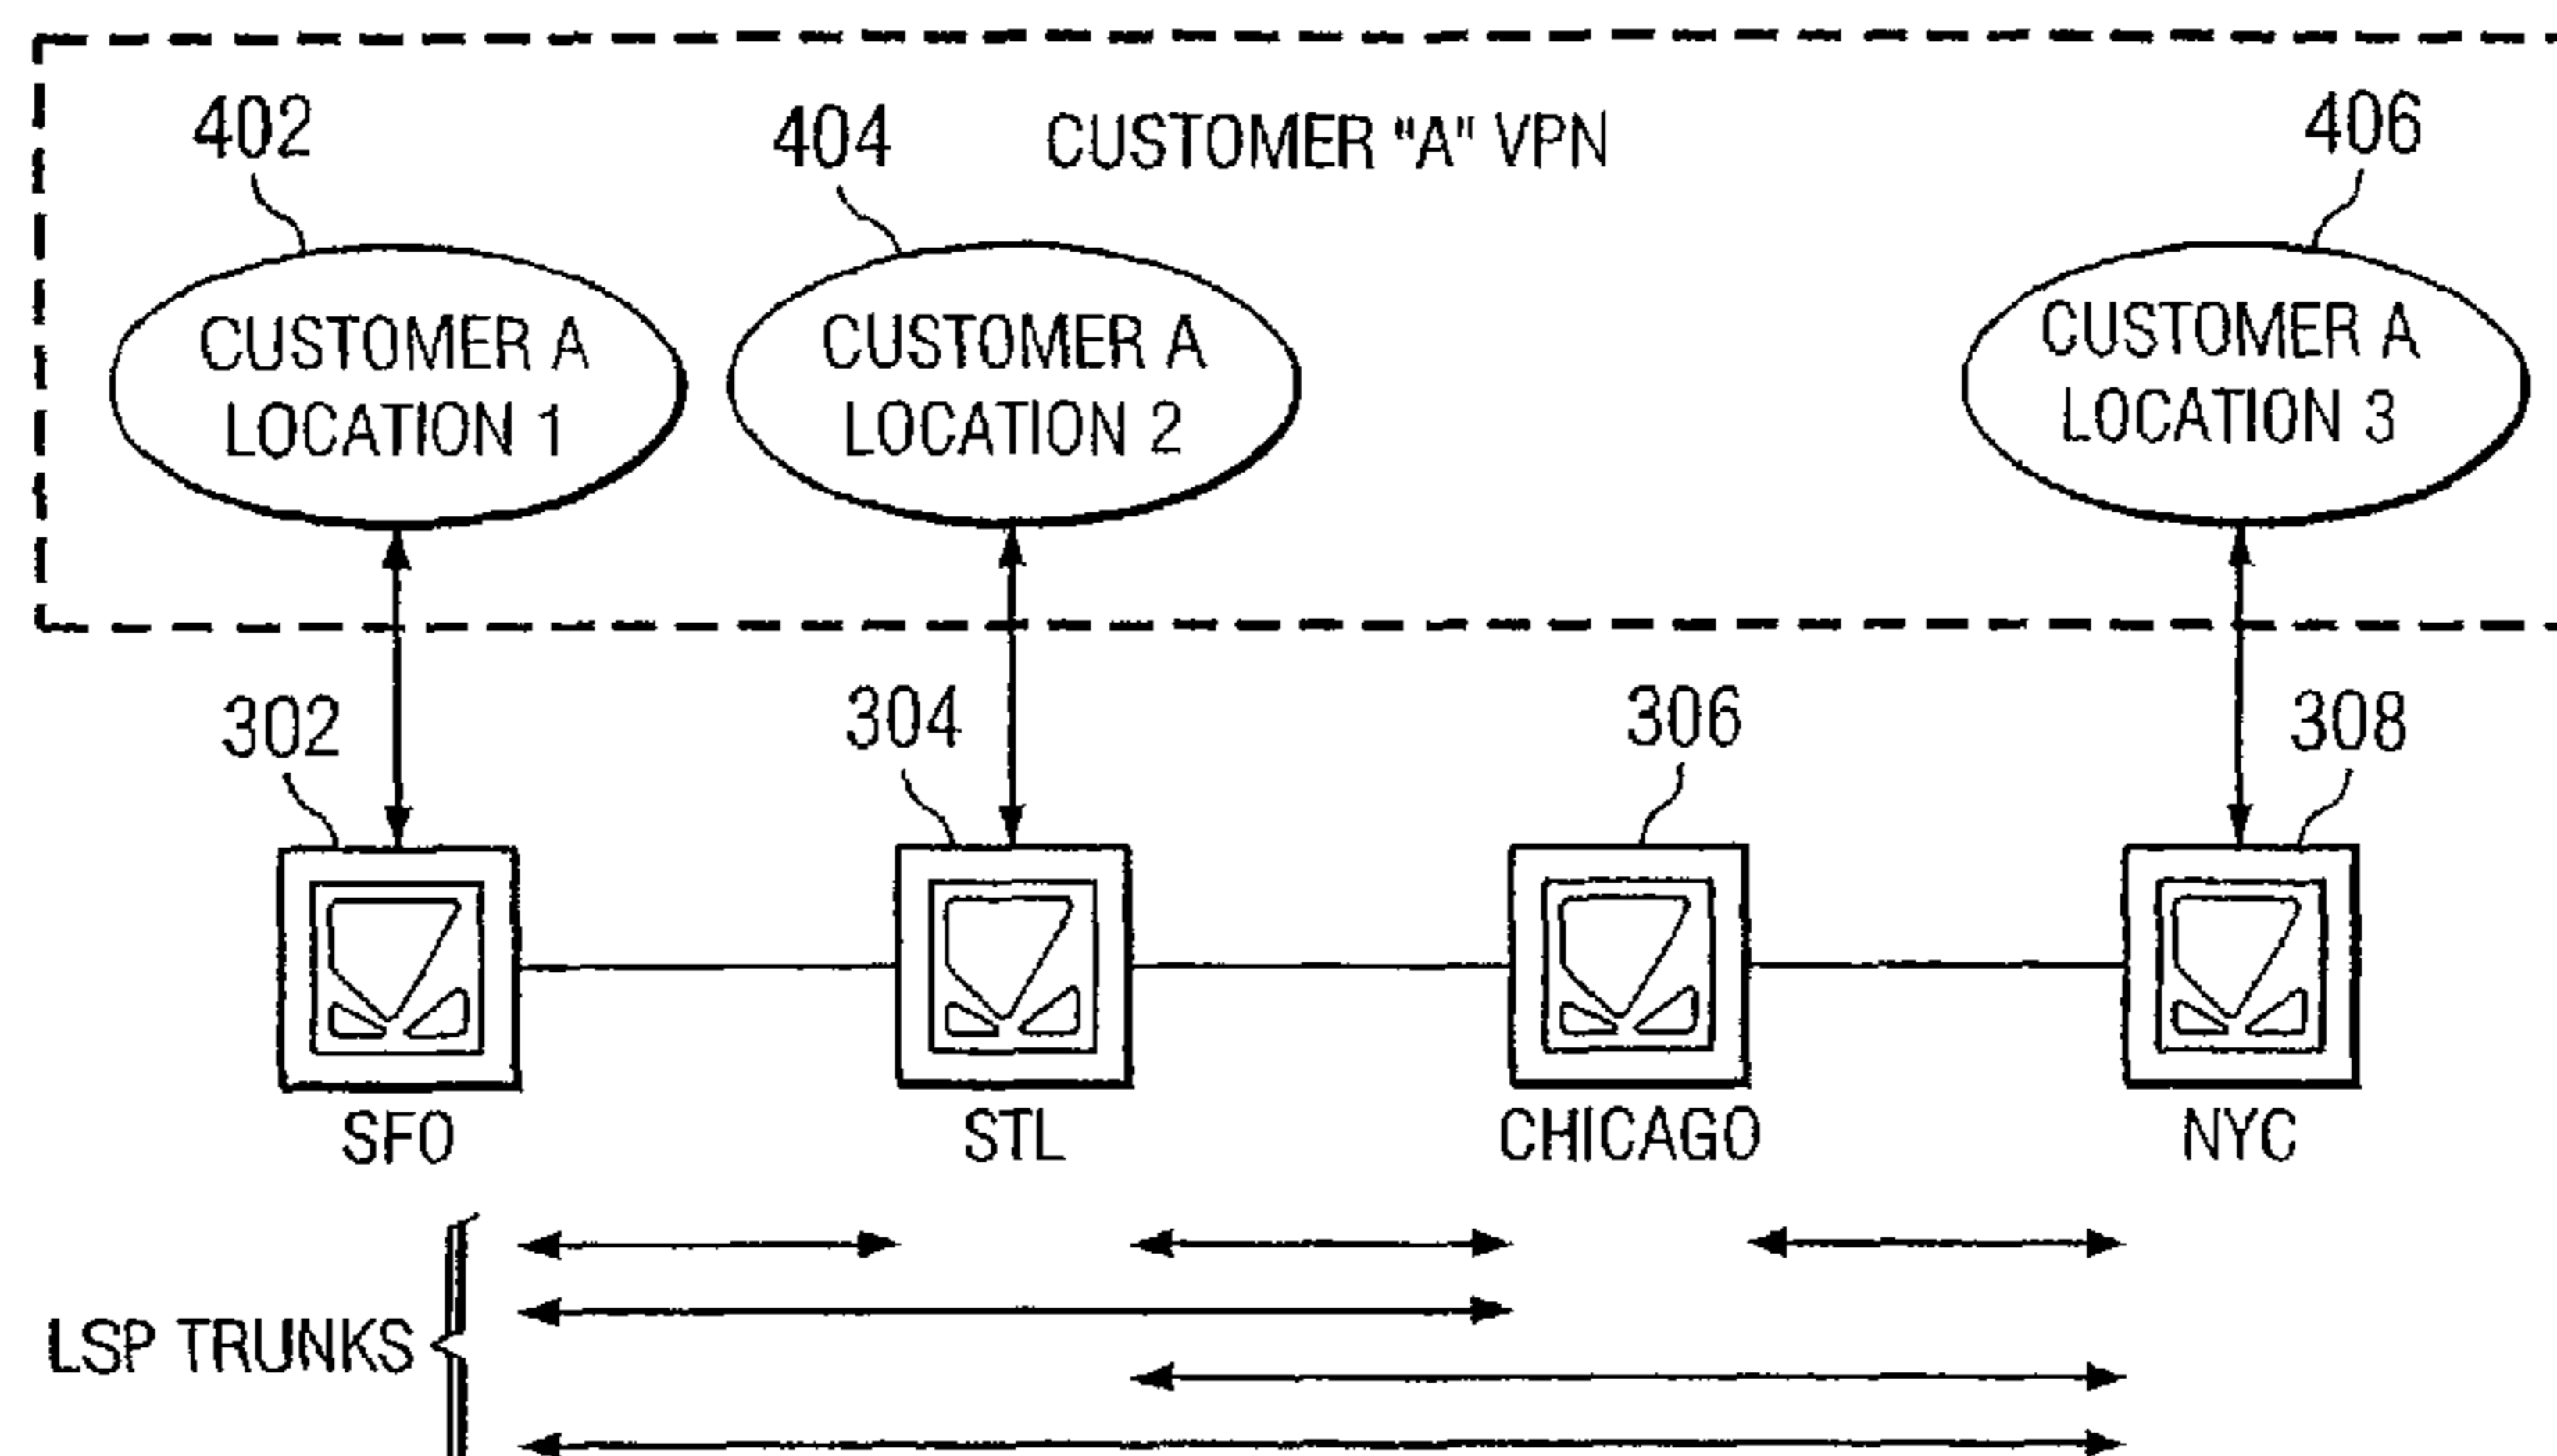 402
404
CUSTOMER "A" VPN
406
CUSTOMER A
LOCATION 1
CUSTOMER A
LOCATION 2
CUSTOMER A
LOCATION 3
302
304
306
308
SFO
STL
CHICAGO
NYC
LSP TRUNKS